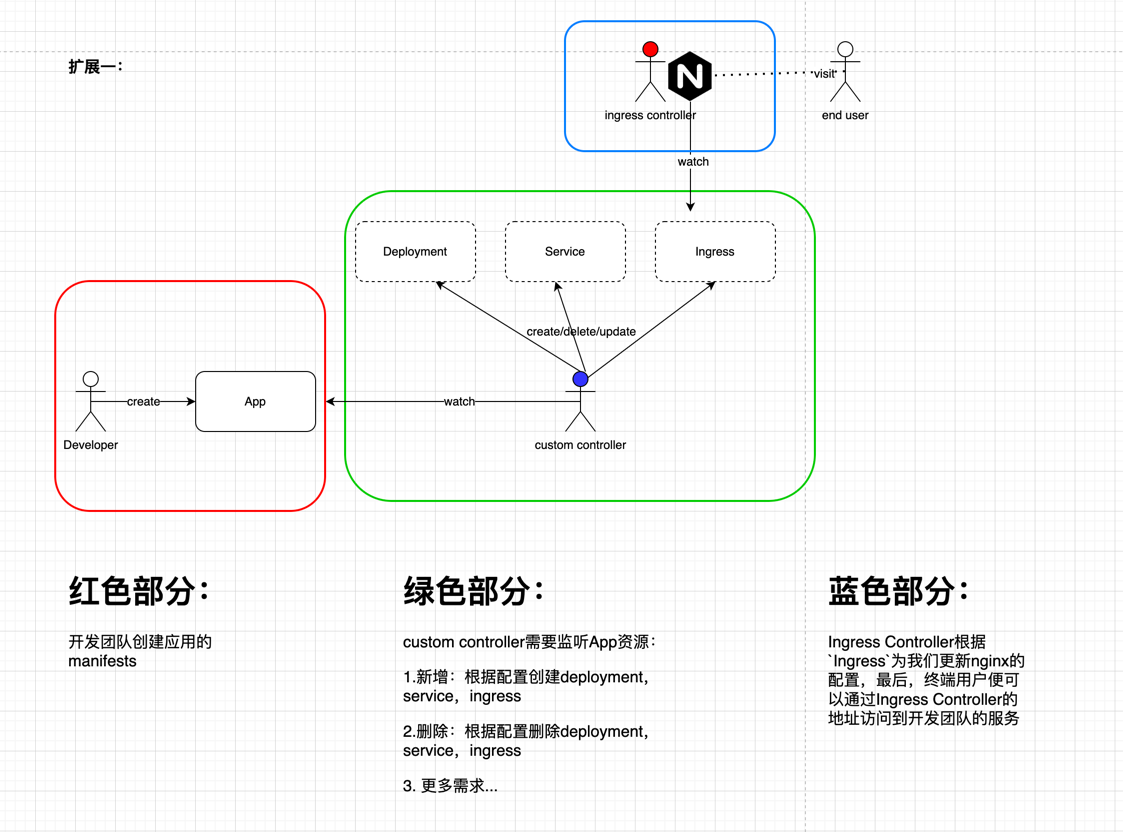 扩展一：
ingress controller
N
visit
end user
watch
Deployment
Service
Ingress
create/delete/update
create
App
watch
Developer
custom controller
红色部分：
开发团队创建应用的
manifests
绿色部分：
custom controller需要监听App资源：
1.新增：根据配置创建deployment，
service，ingress
2.删除：根据配置删除deployment，
service，ingress
3. 更多需求...
蓝色部分：
Ingress Controller根据
`Ingress`为我们更新nginx的
配置，最后，终端用户便可
以通过Ingress Controller的
地址访问到开发团队的服务